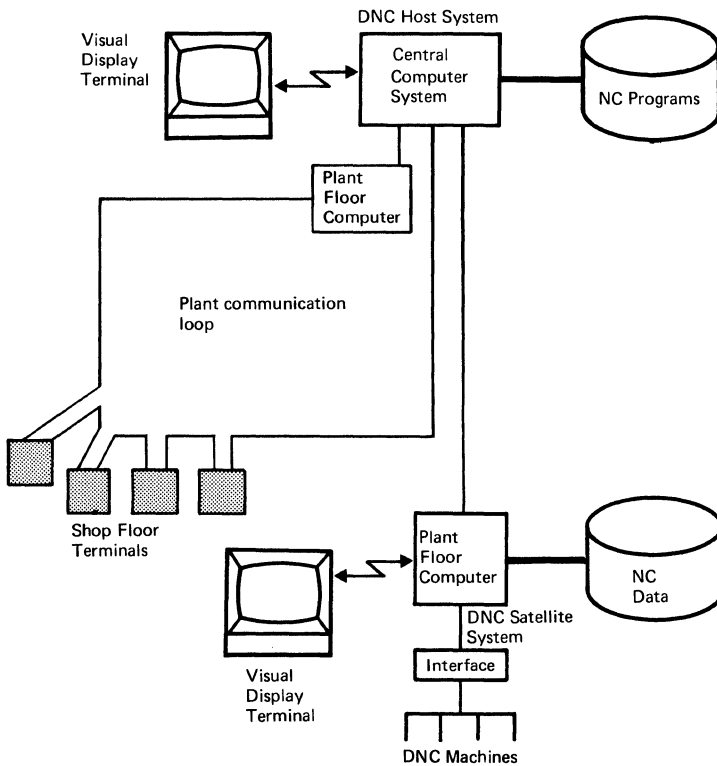 DNC Host System
Visual
Display
Terminal
Central
Computer
System
NC Programs
Plant
Floor
Computer
Plant communication
loop
Shop Floor
Terminals
Plant
Floor
Computer
NC
Data
DNC Satellite
System
Interface
Visual
Display
Terminal
DNC Machines